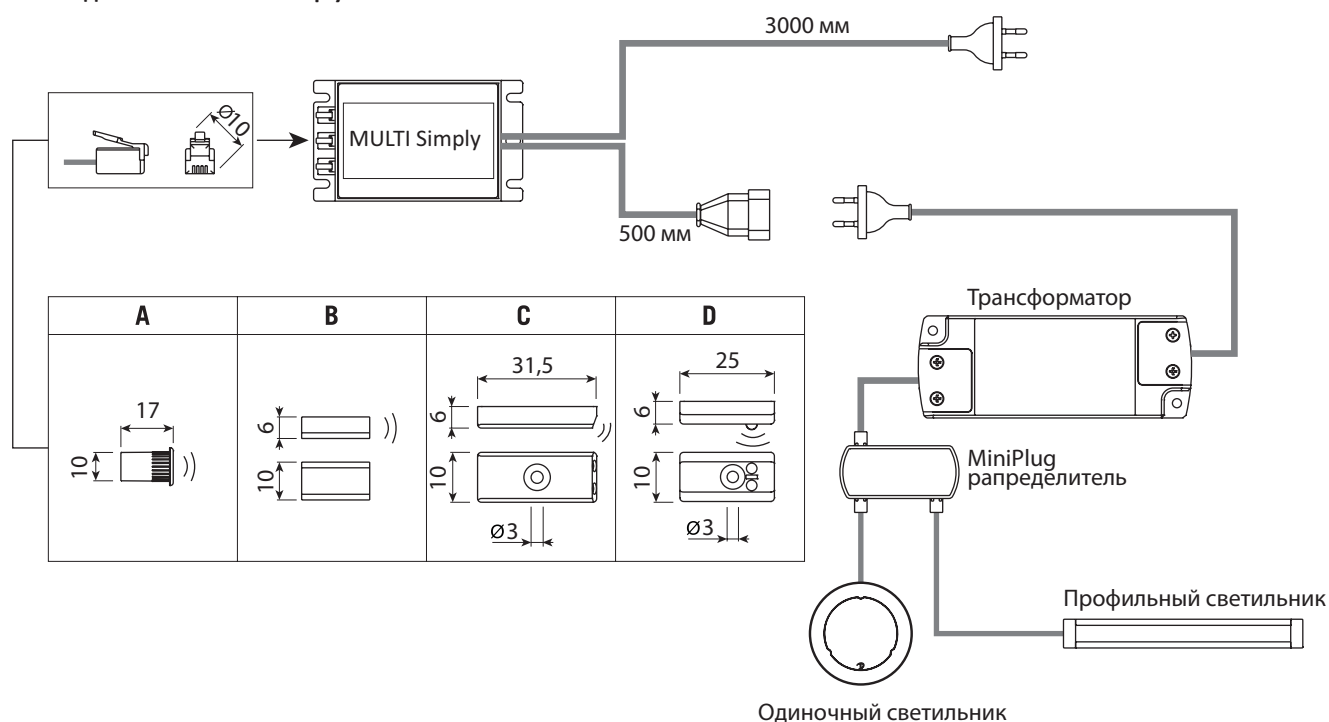 3000 мм
Ø10
MULTI Simply
500 мм
Трансформатор
A B C D
17
10
6
10
31,5
6
10
Ø3
25
6
10
Ø3
MiniPlug
рапределитель
Профильный светильник
Одиночный светильник